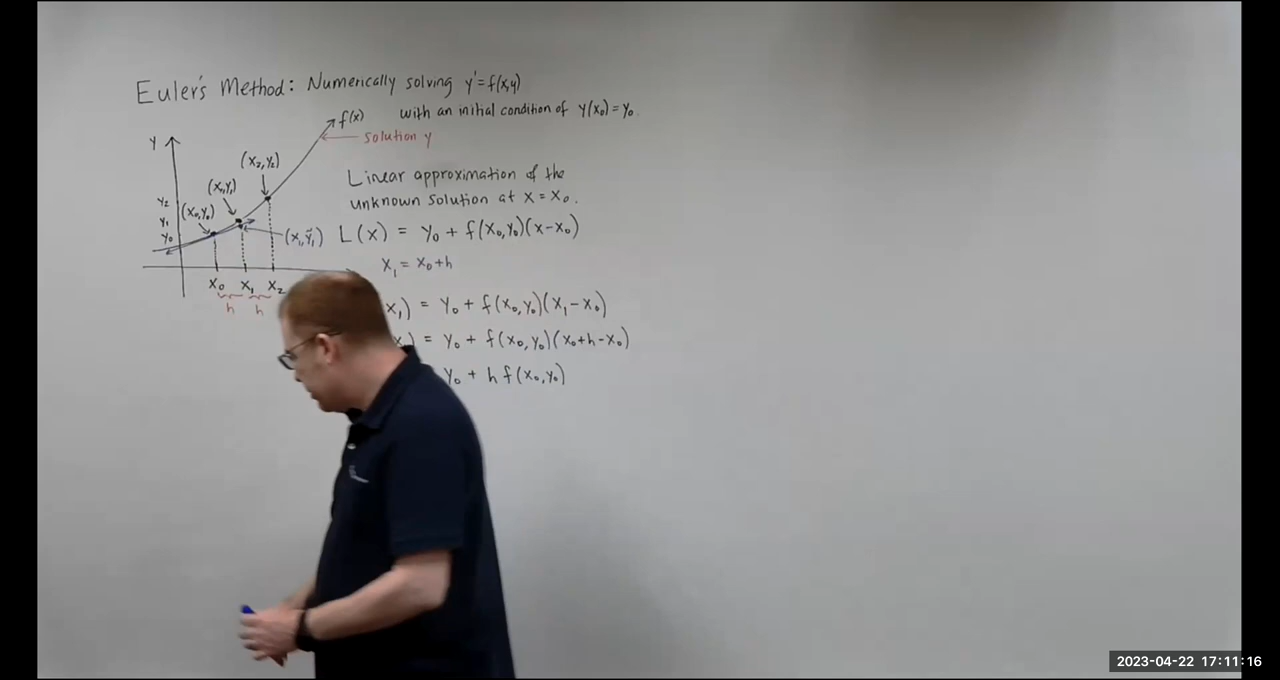 Euler's Method: Numerically solving y'=f(x,y)
with an initial condition of y(x₀)=y₀.
y
f(x)
solution y
(x₂,y₂)
(x₁,y₁)
(x₀,y₀)
y₂
y₁
y₀
(x₁,ỹ₁)
x₀ x₁ x₂
h h
Linear approximation of the
unknown solution at x = x₀.
L(x) = y₀ + f(x₀,y₀)(x-x₀)
x₁ = x₀+h
x₁) = y₀ + f(x₀,y₀)(x₁-x₀)
x₁) = y₀ + f(x₀,y₀)(x₀+h-x₀)
y₀ + h f(x₀,y₀)
2023-04-22 17:11:16